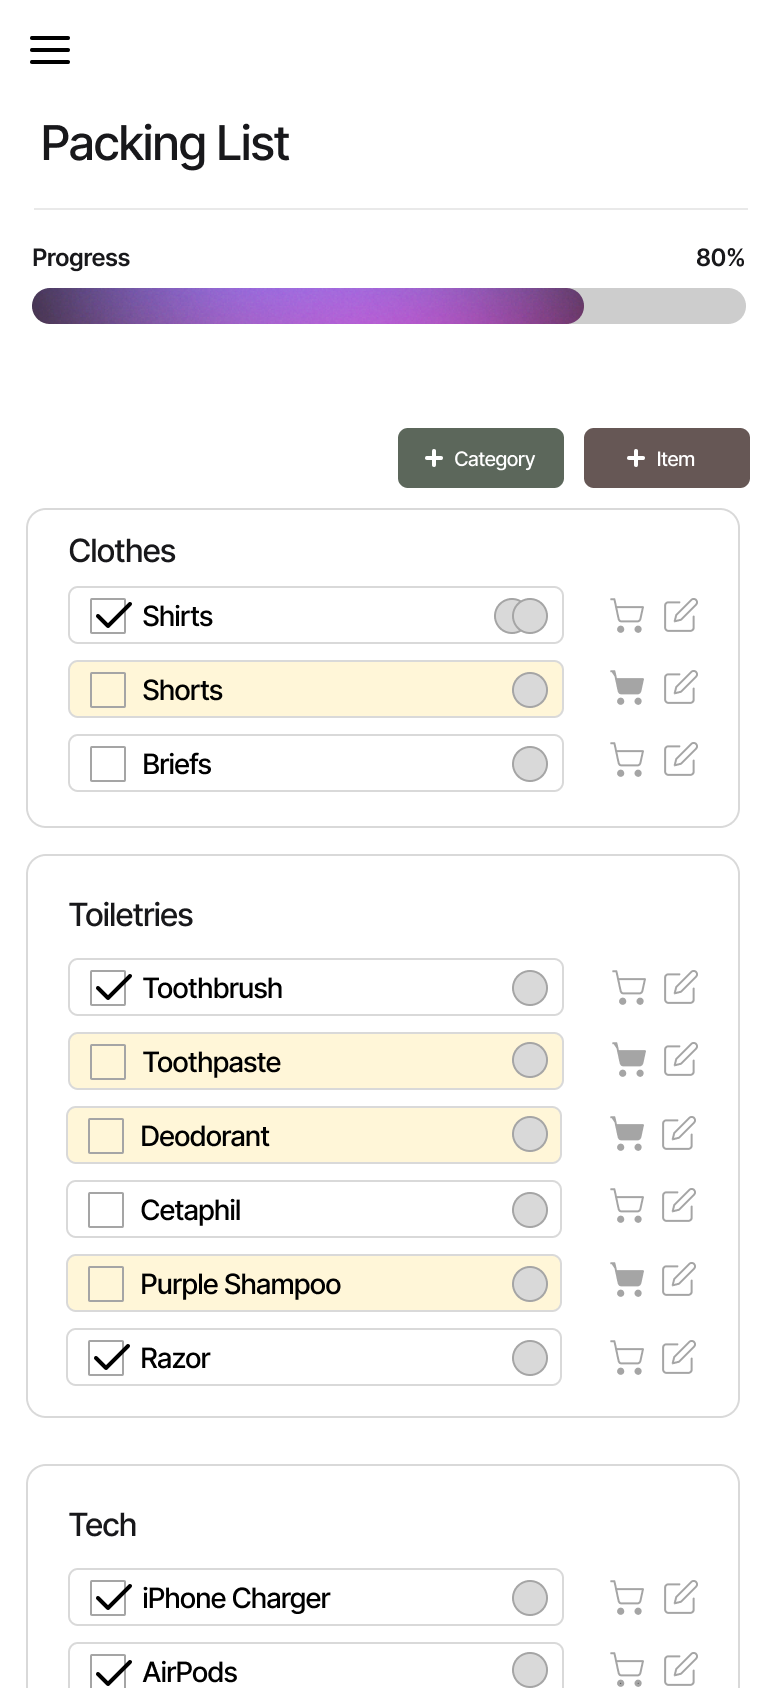 Packing List
Progress 80%
+ Category + Item
Clothes
Shirts
Shorts
Briefs
Toiletries
Toothbrush
Toothpaste
Deodorant
Cetaphil
Purple Shampoo
Razor
Tech
iPhone Charger
AirPods